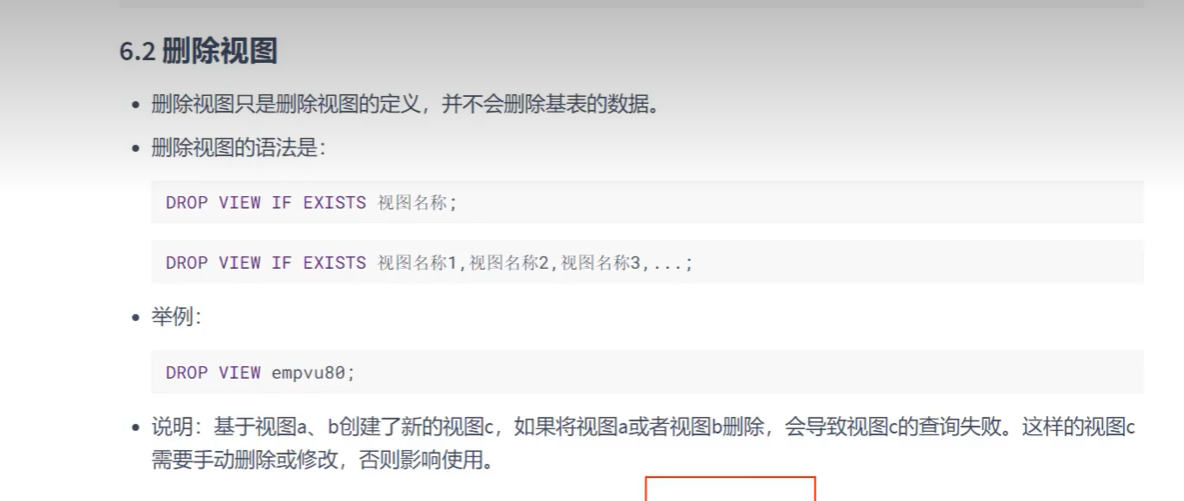 6.2 删除视图
删除视图只是删除视图的定义，并不会删除基表的数据。
删除视图的语法是：
DROP VIEW IF EXISTS 视图名称;
DROP VIEW IF EXISTS 视图名称1,视图名称2,视图名称3,...;
举例：
DROP VIEW empvu80;
说明：基于视图a、b创建了新的视图c，如果将视图a或者视图b删除，会导致视图c的查询失败。这样的视图c
需要手动删除或修改，否则影响使用。